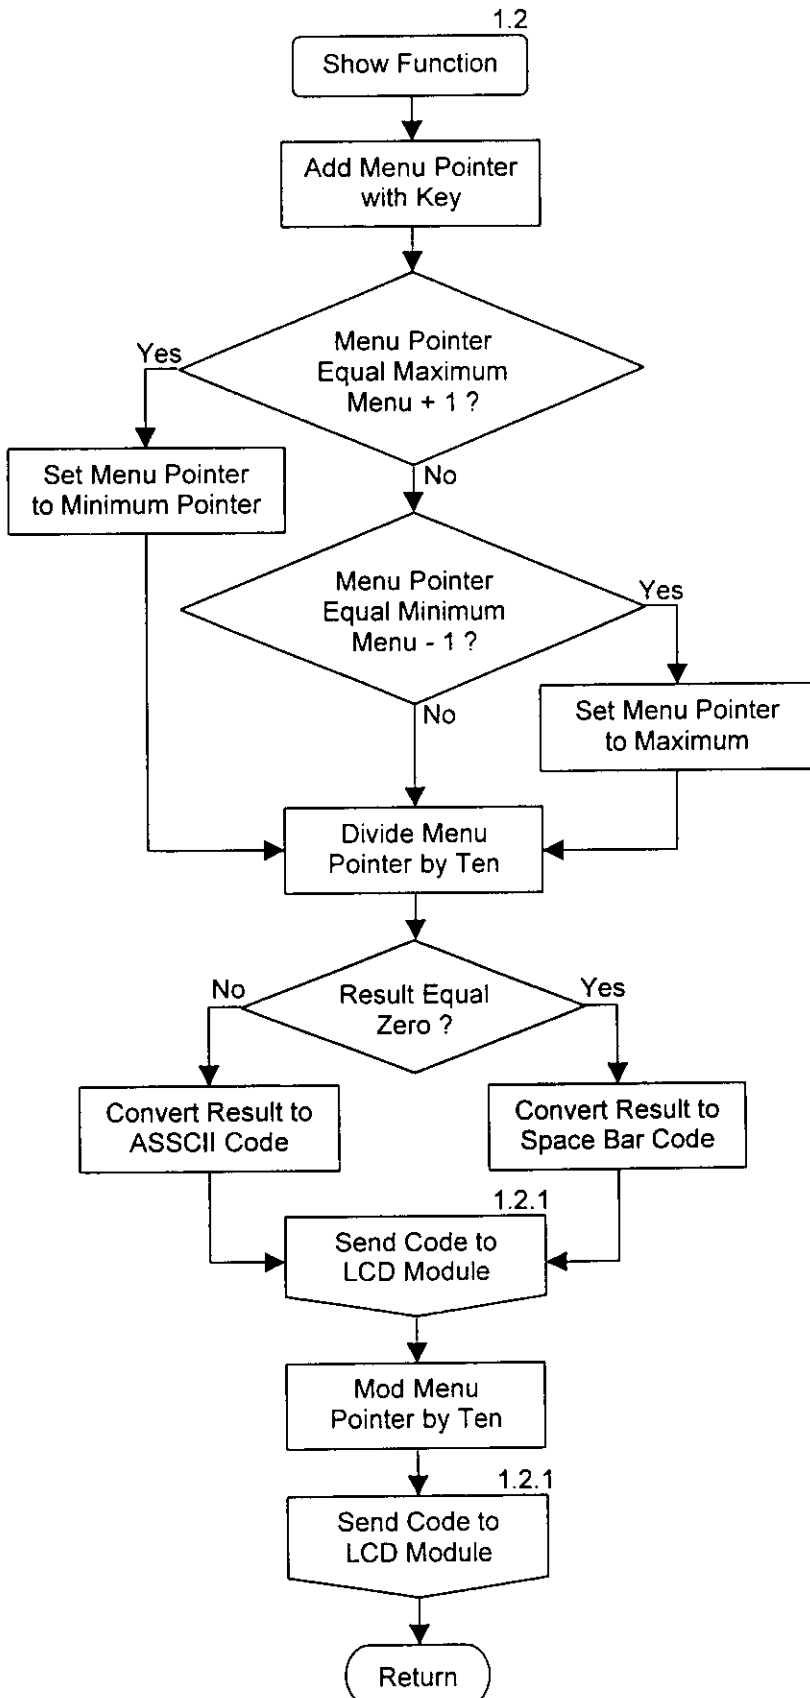 1.2
Show Function
Add Menu Pointer
with Key
Menu Pointer
Equal Maximum
Menu + 1 ?
Yes
No
Set Menu Pointer
to Minimum Pointer
Menu Pointer
Equal Minimum
Menu - 1 ?
Yes
No
Set Menu Pointer
to Maximum
Divide Menu
Pointer by Ten
Result Equal
Zero ?
No
Yes
Convert Result to
ASSCII Code
Convert Result to
Space Bar Code
1.2.1
Send Code to
LCD Module
Mod Menu
Pointer by Ten
1.2.1
Send Code to
LCD Module
Return